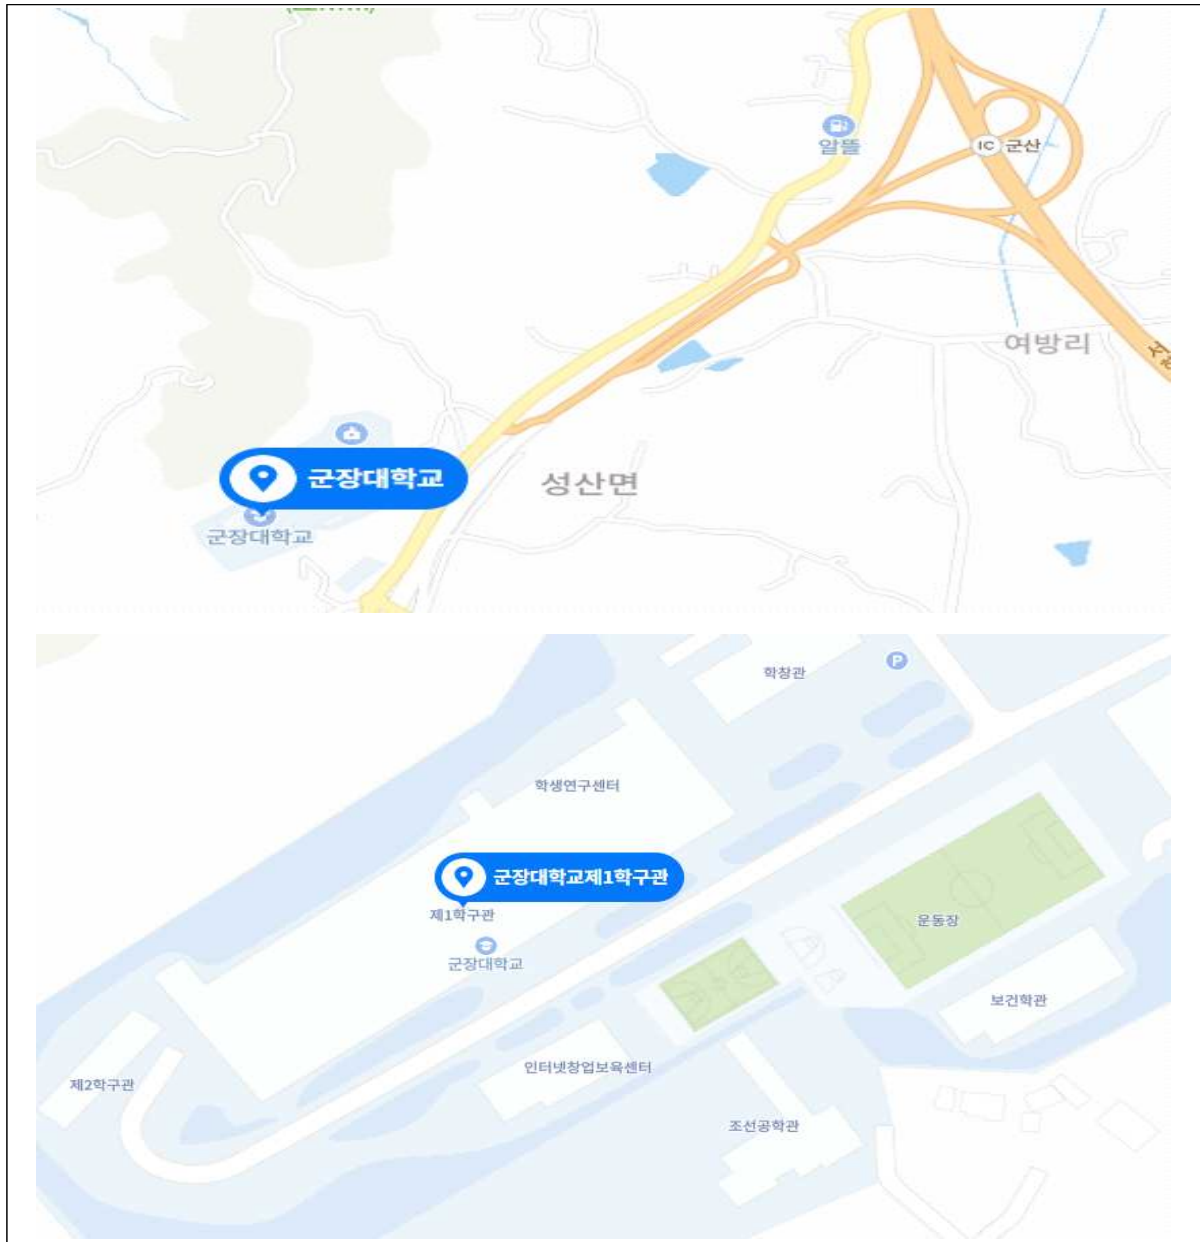 알뜰
IC 군산
여방리
서해
군장대학교
성산면
군장대학교
학창관
P
학생연구센터
군장대학교제1학구관
제1학구관
군장대학교
운동장
보건학관
인터넷창업보육센터
제2학구관
조선공학관